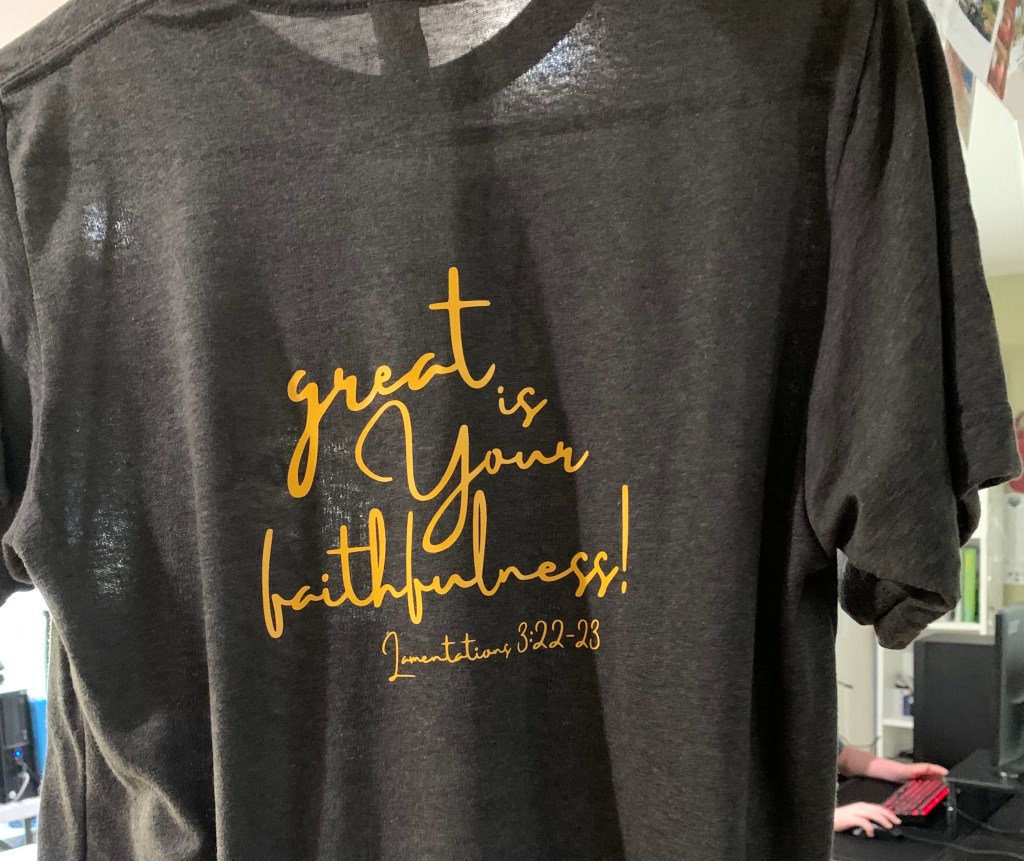 great
is
Your
faithfulness!
Lamentations 3:22-23